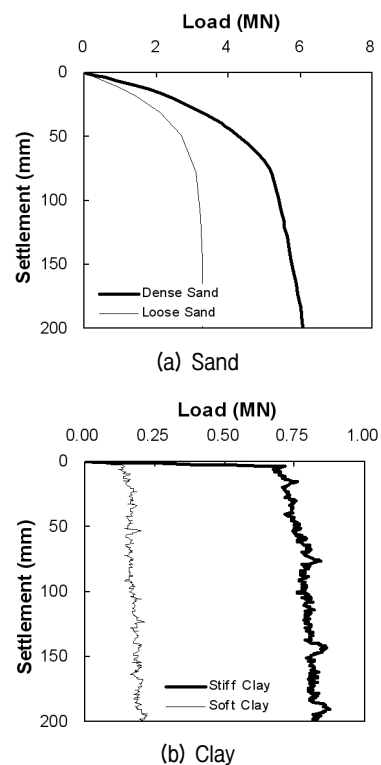 Load (MN)
0 2 4 6 8
0
50
100
150
200
Settlement (mm)
Dense Sand
Loose Sand
(a) Sand
Load (MN)
0.00 0.25 0.50 0.75 1.00
0
50
100
150
200
Settlement (mm)
Stiff Clay
Soft Clay
(b) Clay